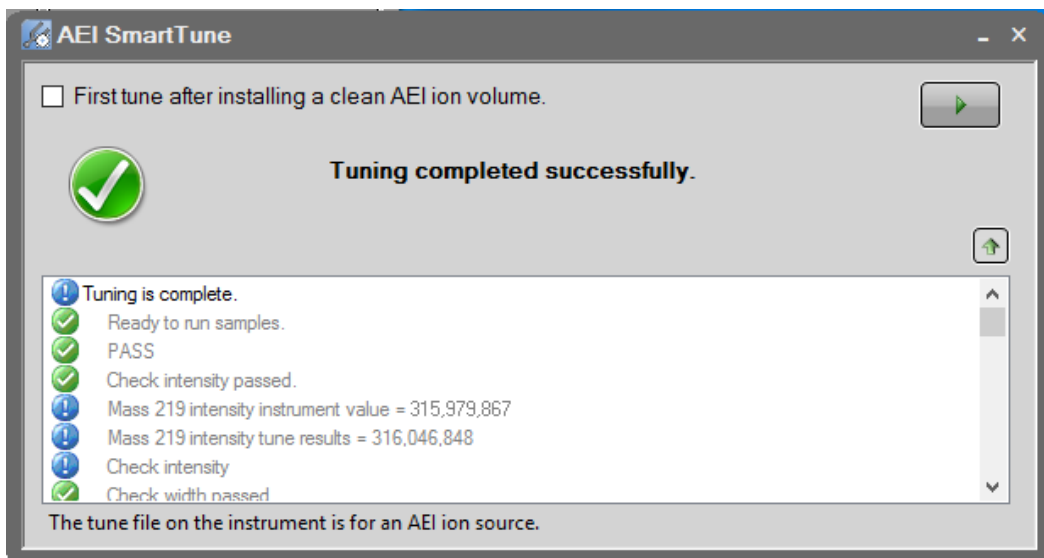 AEI SmartTune
First tune after installing a clean AEI ion volume.
Tuning completed successfully.
Tuning is complete.
Ready to run samples.
PASS
Check intensity passed.
Mass 219 intensity instrument value = 315,979,867
Mass 219 intensity tune results = 316,046,848
Check intensity
Check width passed
The tune file on the instrument is for an AEI ion source.